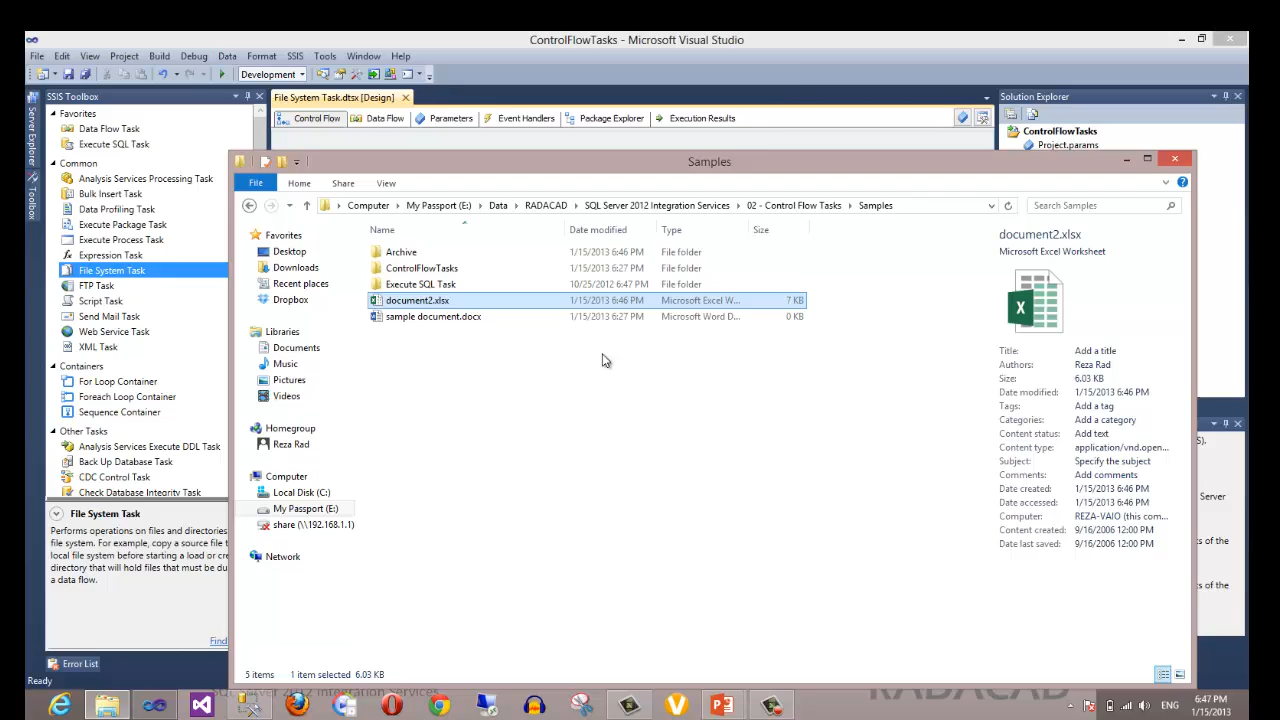 ControlFlowTasks - Microsoft Visual Studio
File Edit View Project Build Debug Data Format SSIS Tools Window Help
Development
SSIS Toolbox
File System Task.dtsx [Design]
Solution Explorer
Server Explorer
Toolbox
Control Flow Data Flow Parameters Event Handlers Package Explorer Execution Results
ControlFlowTasks
Project.params
Favorites
Data Flow Task
Execute SQL Task
Common
Analysis Services Processing Task
Bulk Insert Task
Data Profiling Task
Execute Package Task
Execute Process Task
Expression Task
File System Task
FTP Task
Script Task
Send Mail Task
Web Service Task
XML Task
Containers
For Loop Container
Foreach Loop Container
Sequence Container
Other Tasks
Analysis Services Execute DDL Task
Back Up Database Task
CDC Control Task
Check Database Integrity Task
File System Task
Performs operations on files and directories
file system. For example, copy a source file
local file system before starting a load or
directory that will hold files that must be
a data flow.
Find
Error List
Ready
Samples
File Home Share View
Computer My Passport (E:) Data RADACAD SQL Server 2012 Integration Services 02 - Control Flow Tasks Samples
Search Samples
Favorites
Desktop
Downloads
Recent places
Dropbox
Libraries
Documents
Music
Pictures
Videos
Homegroup
Reza Rad
Computer
Local Disk (C:)
My Passport (E:)
share (\\192.168.1.1)
Network
Name Date modified Type Size
Archive 1/15/2013 6:46 PM File folder
ControlFlowTasks 1/15/2013 6:27 PM File folder
Execute SQL Task 10/25/2012 6:47 PM File folder
document2.xlsx 1/15/2013 6:46 PM Microsoft Excel W... 7 KB
sample document.docx 1/15/2013 6:27 PM Microsoft Word D... 0 KB
document2.xlsx
Microsoft Excel Worksheet
Title: Add a title
Authors: Reza Rad
Size: 6.03 KB
Date modified: 1/15/2013 6:46 PM
Tags: Add a tag
Categories: Add a category
Content status: Add text
Content type: application/vnd.open...
Subject: Specify the subject
Comments: Add comments
Date created: 1/15/2013 6:46 PM
Date accessed: 1/15/2013 6:46 PM
Computer: REZA-VAIO (this com...
Content created: 9/16/2006 12:00 PM
Date last saved: 9/16/2006 12:00 PM
5 items 1 item selected 6.03 KB
Server
ts of the
ts of the
SQL Server 2012 Integration Services
RADACAD
ENG
6:47 PM
1/15/2013